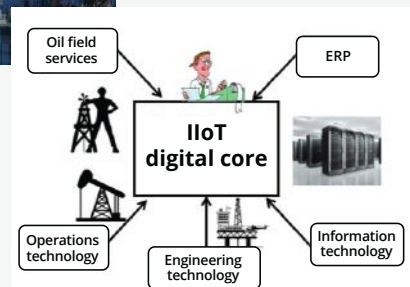 Oil field
services
ERP
IIoT
digital core
Operations
technology
Engineering
technology
Information
technology